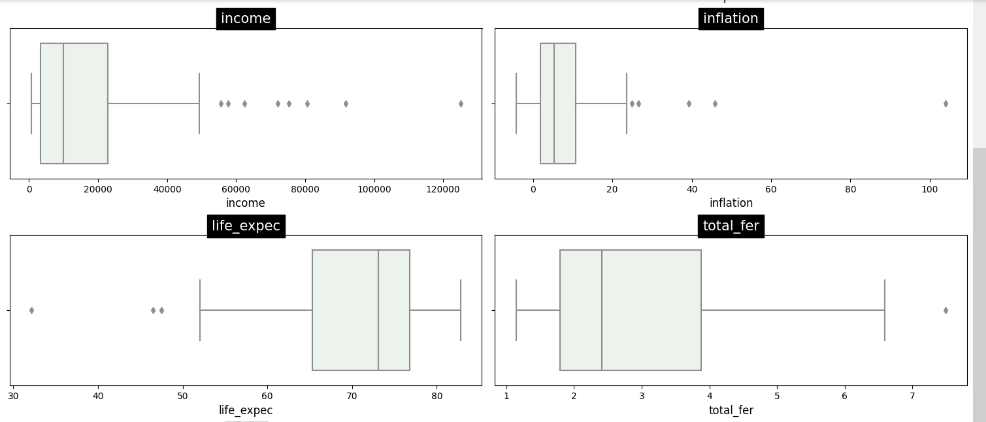 income
inflation
0 20000 40000 60000 80000 100000 120000
0 20 40 60 80 100
income
inflation
life_expec
total_fer
30 40 50 60 70 80
1 2 3 4 5 6 7
life_expec
total_fer